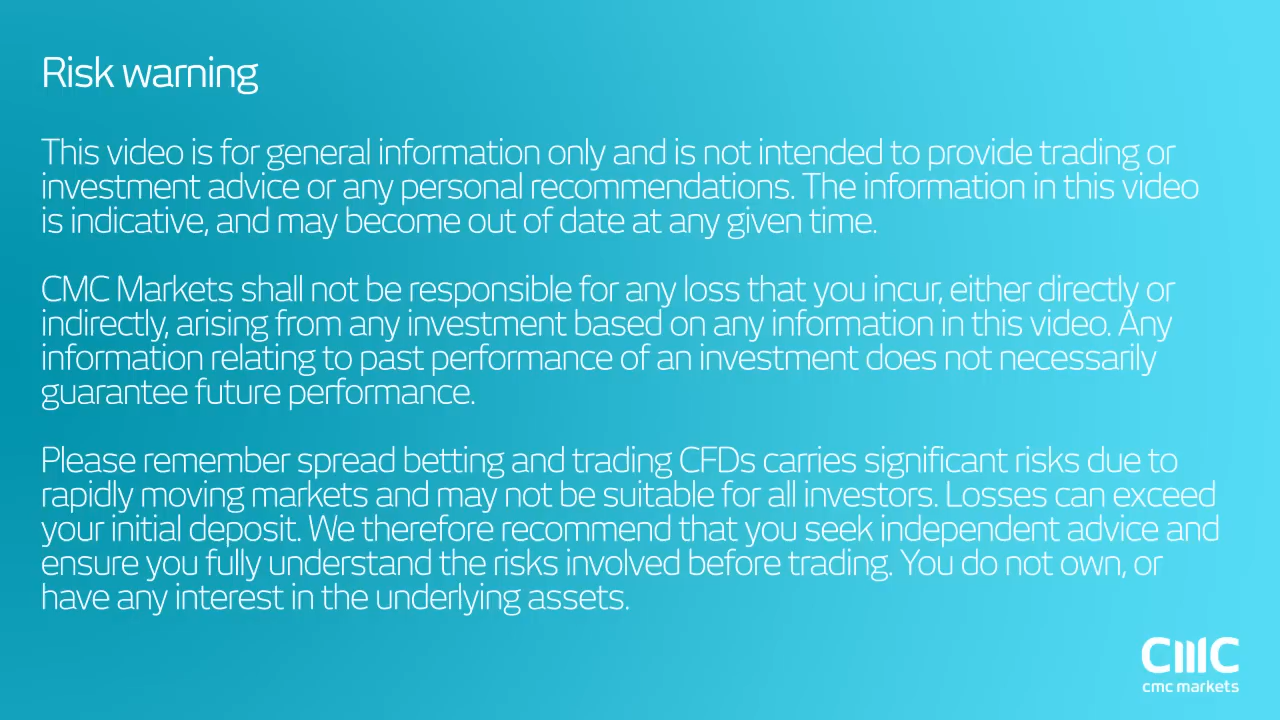 Risk warning
This video is for general information only and is not intended to provide trading or
investment advice or any personal recommendations. The information in this video
is indicative, and may become out of date at any given time.
CMC Markets shall not be responsible for any loss that you incur, either directly or
indirectly, arising from any investment based on any information in this video. Any
information relating to past performance of an investment does not necessarily
guarantee future performance.
Please remember spread betting and trading CFDs carries significant risks due to
rapidly moving markets and may not be suitable for all investors. Losses can exceed
your initial deposit. We therefore recommend that you seek independent advice and
ensure you fully understand the risks involved before trading. You do not own, or
have any interest in the underlying assets.
CMC
cmc markets